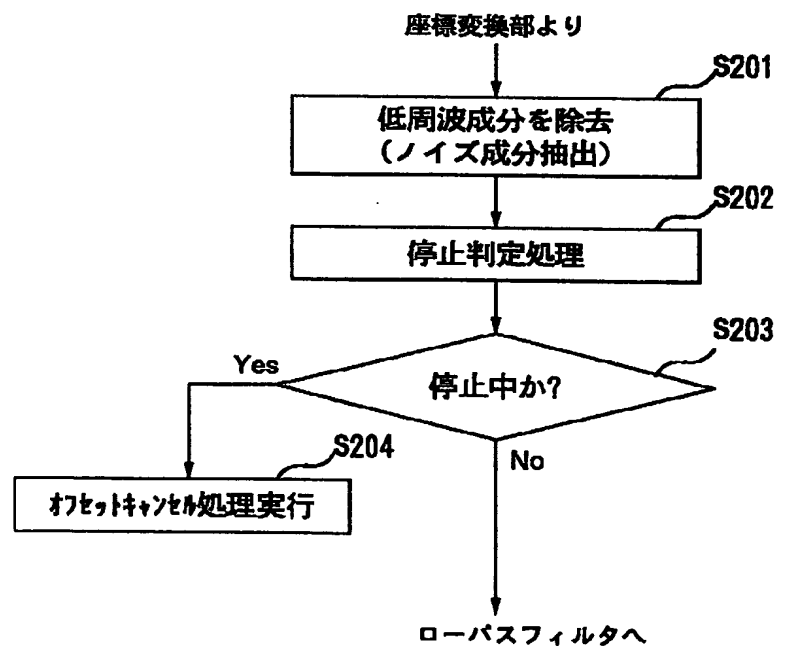 座標変換部より
S201
低周波成分を除去
(ノイズ成分抽出)
S202
停止判定処理
S203
停止中か?
Yes
No
S204
ｵﾌｾｯﾄｷｬﾝｾﾙ処理実行
ローパスフィルタへ